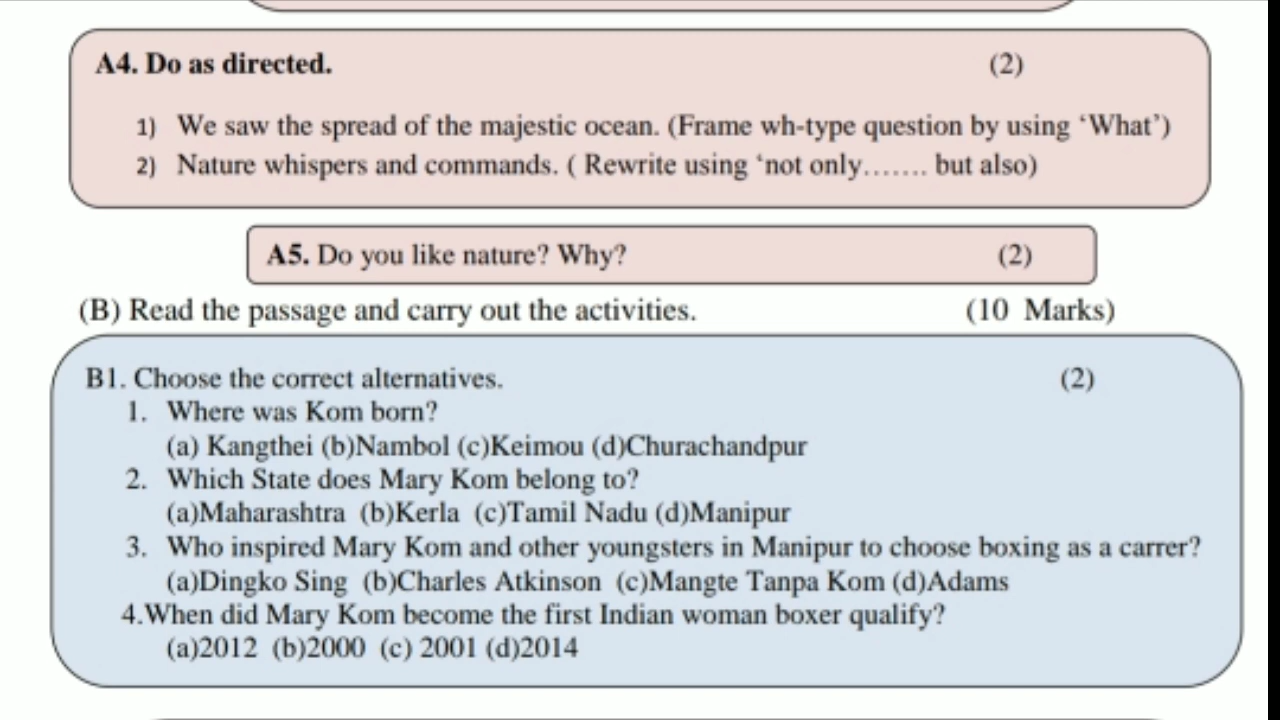 A4. Do as directed. (2)
1) We saw the spread of the majestic ocean. (Frame wh-type question by using ‘What’)
2) Nature whispers and commands. ( Rewrite using ‘not only……. but also)
A5. Do you like nature? Why? (2)
(B) Read the passage and carry out the activities. (10 Marks)
B1. Choose the correct alternatives. (2)
1. Where was Kom born?
(a) Kangthei (b)Nambol (c)Keimou (d)Churachandpur
2. Which State does Mary Kom belong to?
(a)Maharashtra (b)Kerla (c)Tamil Nadu (d)Manipur
3. Who inspired Mary Kom and other youngsters in Manipur to choose boxing as a carrer?
(a)Dingko Sing (b)Charles Atkinson (c)Mangte Tanpa Kom (d)Adams
4.When did Mary Kom become the first Indian woman boxer qualify?
(a)2012 (b)2000 (c) 2001 (d)2014